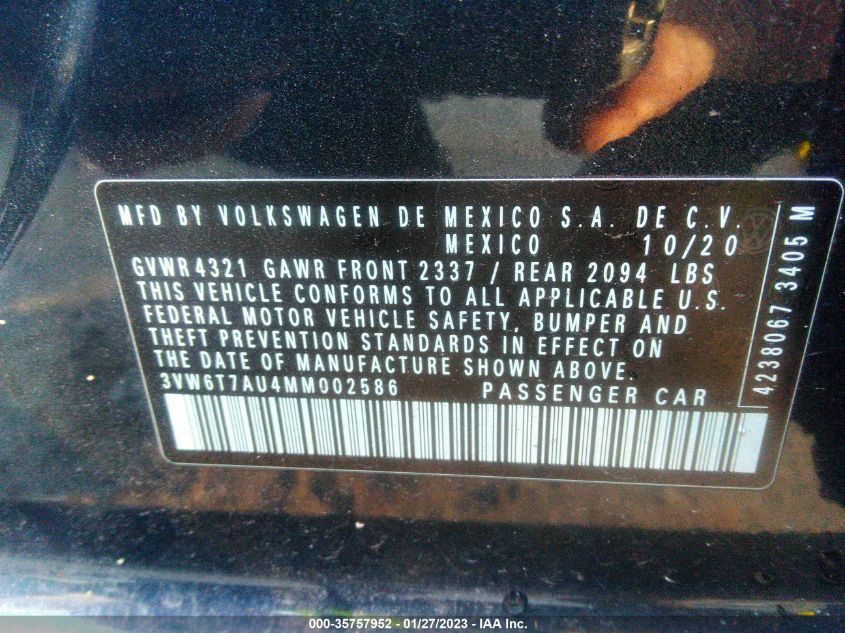 MFD BY VOLKSWAGEN DE MEXICO S.A. DE C.V.
MEXICO 10/20
GVWR 4321 GAWR FRONT 2337 / REAR 2094 LBS
THIS VEHICLE CONFORMS TO ALL APPLICABLE U.S.
FEDERAL MOTOR VEHICLE SAFETY, BUMPER AND
THEFT PREVENTION STANDARDS IN EFFECT ON
THE DATE OF MANUFACTURE SHOWN ABOVE.
3VW6T7AU4MM002586 PASSENGER CAR
4238067 3405 M
000-35757952 - 01/27/2023 - IAA Inc.